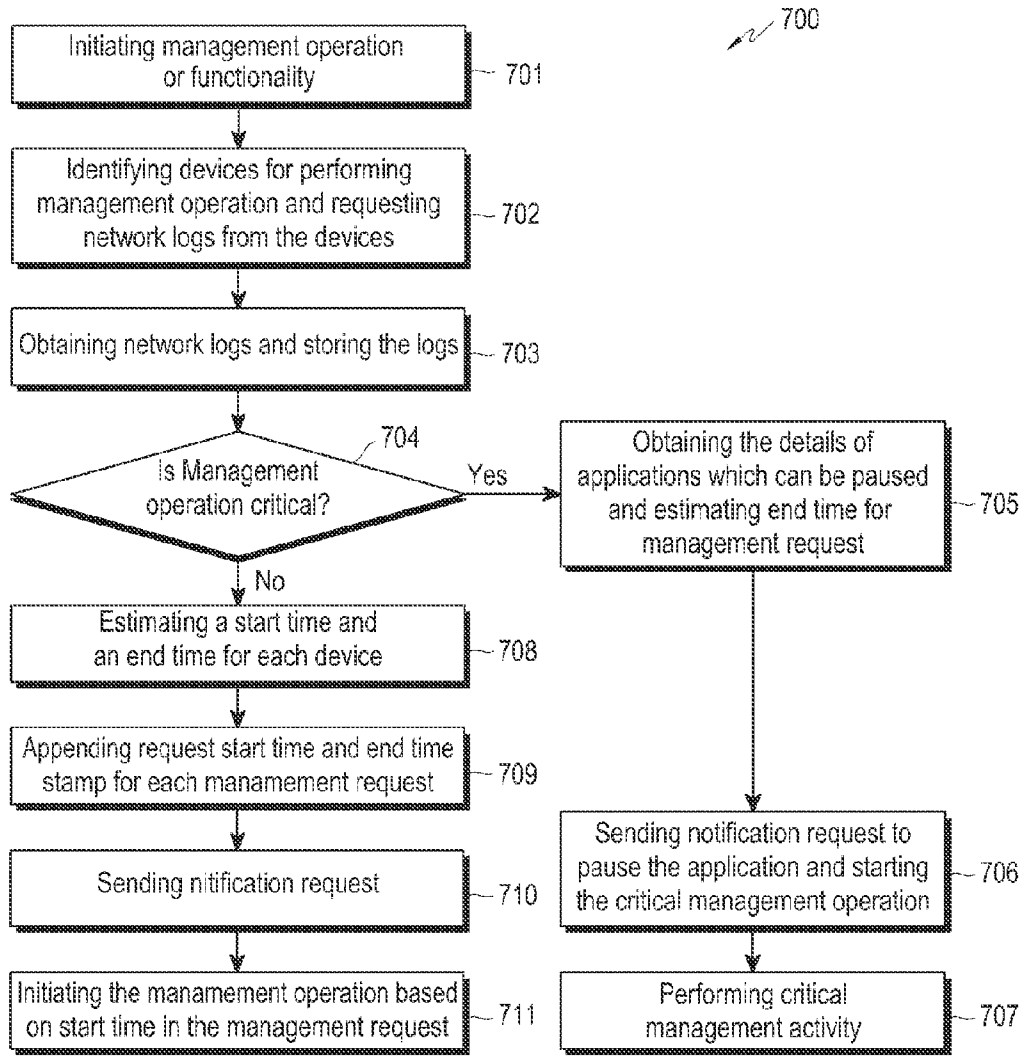 700
Initiating management operation
or functionality
701
Identifying devices for performing
management operation and requesting
network logs from the devices
702
Obtaining network logs and storing the logs
703
704
Is Management
operation critical?
Yes
No
Obtaining the details of
applications which can be paused
and estimating end time for
management request
705
Sending notification request to
pause the application and starting
the critical management operation
706
Performing critical
management activity
707
Estimating a start time and
an end time for each device
708
Appending request start time and end time
stamp for each manamement request
709
Sending nitification request
710
Initiating the manamement operation based
on start time in the management request
711